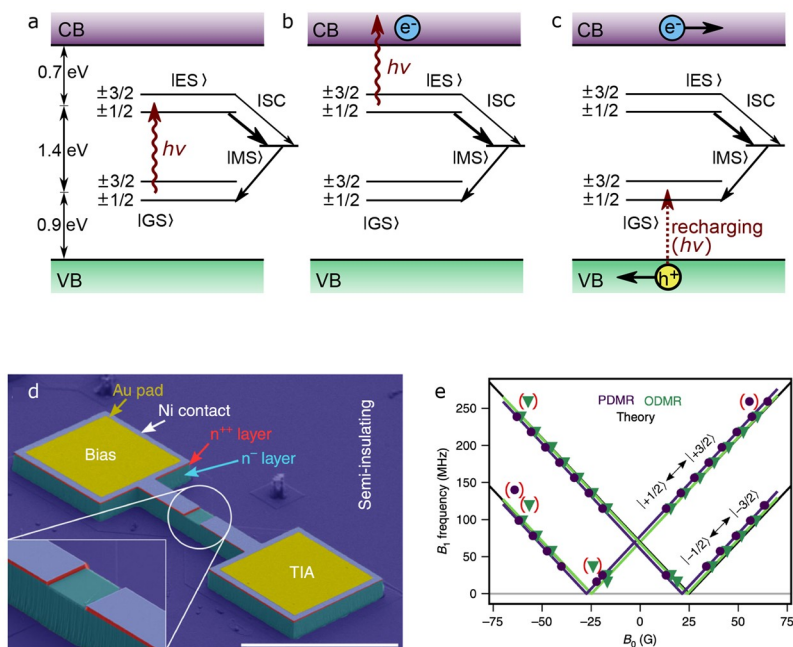 a
CB
0.7 eV
1.4 eV
0.9 eV
±3/2
±1/2
|ES⟩
ISC
hν
|MS⟩
±3/2
±1/2
|GS⟩
VB
b
CB
e-
hν
±3/2
±1/2
|ES⟩
ISC
|MS⟩
±3/2
±1/2
|GS⟩
VB
c
CB
e-
±3/2
±1/2
|ES⟩
ISC
|MS⟩
±3/2
±1/2
|GS⟩
recharging
(hν)
VB
h+
d
Au pad
Ni contact
n++ layer
n− layer
Bias
TIA
Semi-insulating
e
PDMR ODMR
Theory
|+1/2⟩ ↔ |+3/2⟩
|−1/2⟩ ↔ |−3/2⟩
B1 frequency (MHz)
250
200
150
100
50
0
−75 −50 −25 0 25 50 75
B0 (G)